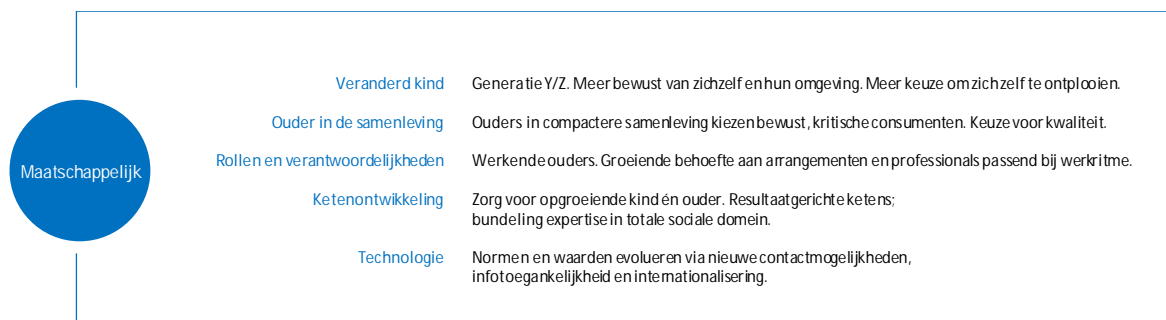 Veranderd kind Generatie Y/Z. Meer bewust van zichzelf en hun omgeving. Meer keuze om zich zelf te ontplooien.
Ouder in de samenleving Ouders in compactere samenleving kiezen bewust, kritische consumenten. Keuze voor kwaliteit.
Rollen en verantwoordelijkheden Werkende ouders. Groeiende behoefte aan arrangementen en professionals passend bij werkritme.
Maatschappelijk
Ketenontwikkeling Zorg voor opgroeiende kind én ouder. Resultaatgerichte ketens;
bundeling expertise in totale sociale domein.
Technologie Normen en waarden evolueren via nieuwe contactmogelijkheden,
infotoegankelijkheid en internationalisering.